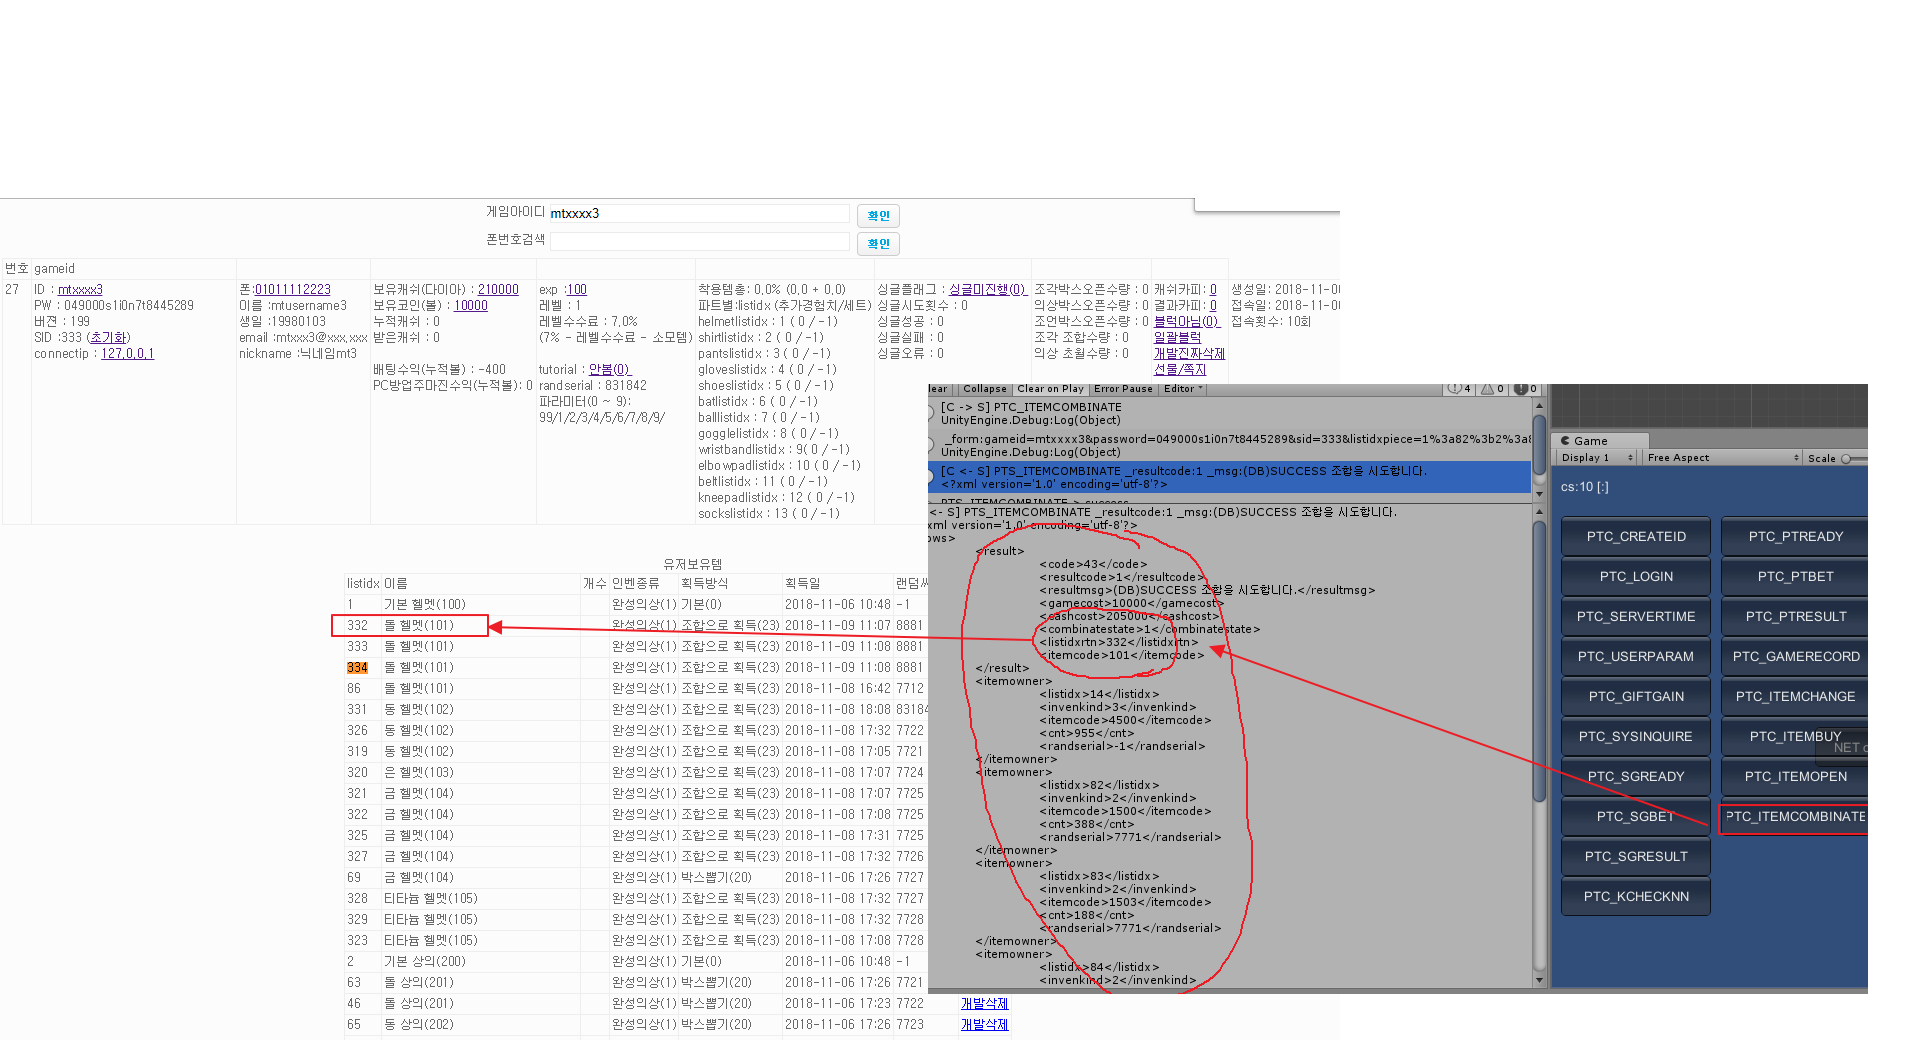 게임아이디 mtxxxx3 확인
폰번호검색 확인
번호 gameid
27 ID : mtxxxx3
PW : 049000s1i0n7t8445289
버젼 : 199
SID :333 (초기화)
connectip : 127,0,0,1
폰:01011112223
이름 :mtusername3
생일 :19980103
email :mtxxx3@xxx,xxx
nickname :닉네임mt3
보유캐쉬(다이아) : 210000
보유코인(볼) : 10000
누적캐쉬 : 0
받은캐쉬 : 0
배팅수익(누적볼) : -400
PC방업주마진수익(누적볼): 0
exp :100
레벨 : 1
레벨수수료 : 7,0%
(7% - 레벨수수료 - 소모템)
tutorial : 안봄(0)
randserial : 831842
파라미터(0 ~ 9):
99/1/2/3/4/5/6/7/8/9/
착용템총: 0,0% (0,0 + 0,0)
파트별:listidx (추가경험치/세트)
helmetlistidx : 1 ( 0 / -1)
shirtlistidx : 2 ( 0 / -1)
pantslistidx : 3 ( 0 / -1)
gloveslistidx : 4 ( 0 / -1)
shoeslistidx : 5 ( 0 / -1)
batlistidx : 6 ( 0 / -1)
balllistidx : 7 ( 0 / -1)
gogglelistidx : 8 ( 0 / -1)
wristbandlistidx : 9( 0 / -1)
elbowpadlistidx : 10 ( 0 / -1)
beltlistidx : 11 ( 0 / -1)
kneepadlistidx : 12 ( 0 / -1)
sockslistidx : 13 ( 0 / -1)
싱글플래그 : 싱글미진행(0)
싱글시도횟수 : 0
싱글성공 : 0
싱글실패 : 0
싱글오류 : 0
조각박스오픈수량 : 0
의상박스오픈수량 : 0
조언박스오픈수량 : 0
조각 조합수량 : 0
의상 초월수량 : 0
캐쉬카피: 0
결과카피: 0
블럭아님(0)
일괄블럭
개발진짜삭제
선물/쪽지
생성일: 2018-11-0
접속일: 2018-11-0
접속횟수: 10회
유저보유템
listidx 이름 개수 인벤종류 획득방식 획득일 랜덤씨
1 기본 헬멧(100) 완성의상(1) 기본(0) 2018-11-06 10:48 -1
332 돌 헬멧(101) 완성의상(1) 조합으로 획득(23) 2018-11-09 11:07 8881
333 돌 헬멧(101) 완성의상(1) 조합으로 획득(23) 2018-11-09 11:08 8881
334 돌 헬멧(101) 완성의상(1) 조합으로 획득(23) 2018-11-09 11:08 8881
86 돌 헬멧(101) 완성의상(1) 조합으로 획득(23) 2018-11-08 16:42 7712
331 동 헬멧(102) 완성의상(1) 조합으로 획득(23) 2018-11-08 18:08 83184
326 동 헬멧(102) 완성의상(1) 조합으로 획득(23) 2018-11-08 17:32 7722
319 동 헬멧(102) 완성의상(1) 조합으로 획득(23) 2018-11-08 17:05 7721
320 은 헬멧(103) 완성의상(1) 조합으로 획득(23) 2018-11-08 17:07 7724
321 금 헬멧(104) 완성의상(1) 조합으로 획득(23) 2018-11-08 17:07 7725
322 금 헬멧(104) 완성의상(1) 조합으로 획득(23) 2018-11-08 17:08 7725
325 금 헬멧(104) 완성의상(1) 조합으로 획득(23) 2018-11-08 17:31 7725
327 금 헬멧(104) 완성의상(1) 조합으로 획득(23) 2018-11-08 17:32 7726
69 금 헬멧(104) 완성의상(1) 박스뽑기(20) 2018-11-06 17:26 7727
328 티타늄 헬멧(105) 완성의상(1) 조합으로 획득(23) 2018-11-08 17:32 7727
329 티타늄 헬멧(105) 완성의상(1) 조합으로 획득(23) 2018-11-08 17:32 7728
323 티타늄 헬멧(105) 완성의상(1) 조합으로 획득(23) 2018-11-08 17:08 7728
2 기본 상의(200) 완성의상(1) 기본(0) 2018-11-06 10:48 -1
63 돌 상의(201) 완성의상(1) 박스뽑기(20) 2018-11-06 17:26 7721
46 돌 상의(201) 완성의상(1) 박스뽑기(20) 2018-11-06 17:23 7722 개발삭제
65 동 상의(202) 완성의상(1) 박스뽑기(20) 2018-11-06 17:26 7723 개발삭제
lear Collapse Clear on Play Error Pause Editor 4 0 0
[C -> S] PTC_ITEMCOMBINATE
UnityEngine.Debug:Log(Object)
_form:gameid=mtxxxx3&password=049000s1i0n7t8445289&sid=333&listidxpiece=1%3a82%3b2%3a8
UnityEngine.Debug:Log(Object)
[C <- S] PTS_ITEMCOMBINATE _resultcode:1 _msg:(DB)SUCCESS 조합을 시도합니다.
<?xml version='1.0' encoding='utf-8'?>
PTS_ITEMCOMBINATE > success
<- S] PTS_ITEMCOMBINATE _resultcode:1 _msg:(DB)SUCCESS 조합을 시도합니다.
xml version='1.0' encoding='utf-8'?>
ows>
<result>
<code>43</code>
<resultcode>1</resultcode>
<resultmsg>(DB)SUCCESS 조합을 시도합니다.</resultmsg>
<gamecost>10000</gamecost>
<cashcost>205000</cashcost>
<combinatestate>1</combinatestate>
<listidxrtn>332</listidxrtn>
<itemcode>101</itemcode>
</result>
<itemowner>
<listidx>14</listidx>
<invenkind>3</invenkind>
<itemcode>4500</itemcode>
<cnt>955</cnt>
<randserial>-1</randserial>
</itemowner>
<itemowner>
<listidx>82</listidx>
<invenkind>2</invenkind>
<itemcode>1500</itemcode>
<cnt>388</cnt>
<randserial>7771</randserial>
</itemowner>
<itemowner>
<listidx>83</listidx>
<invenkind>2</invenkind>
<itemcode>1503</itemcode>
<cnt>188</cnt>
<randserial>7771</randserial>
</itemowner>
<itemowner>
<listidx>84</listidx>
<invenkind>2</invenkind>
Game
Display 1 Free Aspect Scale
cs:10 [:]
PTC_CREATEID PTC_PTREADY
PTC_LOGIN PTC_PTBET
PTC_SERVERTIME PTC_PTRESULT
PTC_USERPARAM PTC_GAMERECORD
PTC_GIFTGAIN PTC_ITEMCHANGE
PTC_SYSINQUIRE PTC_ITEMBUY
NET c
PTC_SGREADY PTC_ITEMOPEN
PTC_SGBET PTC_ITEMCOMBINATE
PTC_SGRESULT
PTC_KCHECKNN